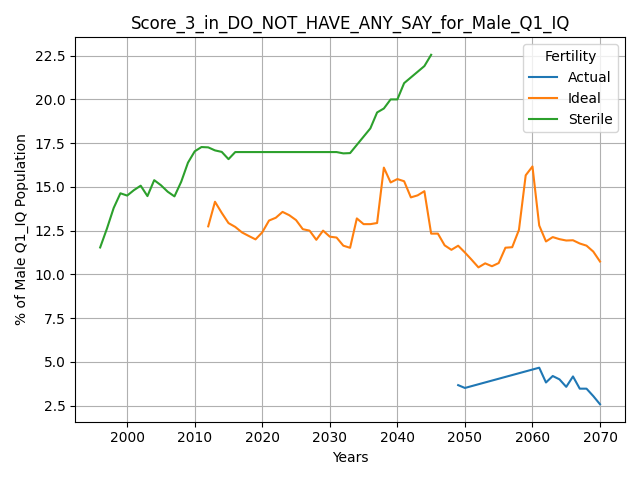 Score_3_in_DO_NOT_HAVE_ANY_SAY_for_Male_Q1_IQ
% of Male Q1_IQ Population
22.5
20.0
17.5
15.0
12.5
10.0
7.5
5.0
2.5
Fertility
Actual
Ideal
Sterile
2000 2010 2020 2030 2040 2050 2060 2070
Years